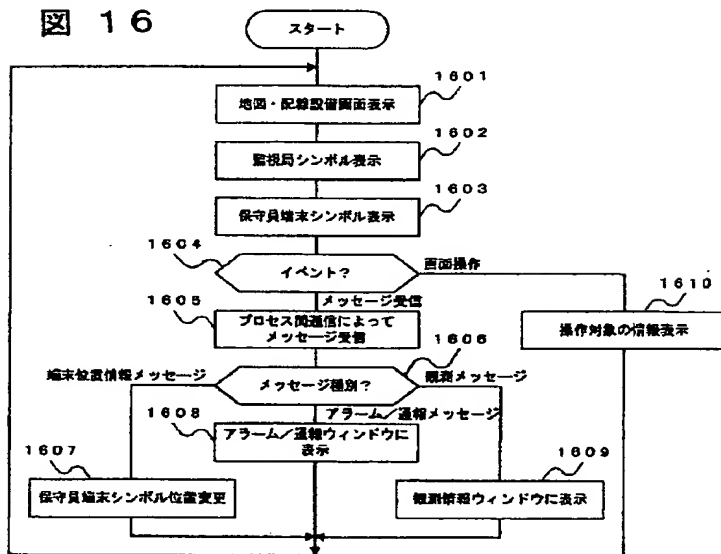 図 16
スタート
1601
地図・配線設備画面表示
1602
監視局シンボル表示
1603
保守員端末シンボル表示
1604
イベント?
画面操作
1610
メッセージ受信
1605
プロセス間通信によって
メッセージ受信
操作対象の情報表示
1606
端末位置情報メッセージ
メッセージ種別?
観測メッセージ
アラーム/通報メッセージ
1608
アラーム/通報ウィンドウに
表示
1607
1609
保守員端末シンボル位置変更
観測情報ウィンドウに表示